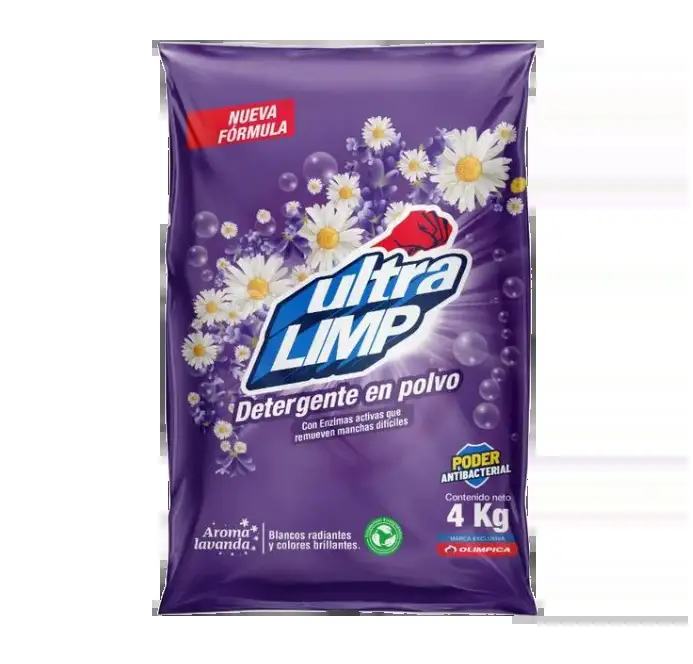 NUEVA
FÓRMULA
ultra
LIMP
Detergente en polvo
Con Enzimas activas que
remueven manchas difíciles
PODER
ANTIBACTERIAL
Contenido neto
4 Kg
MARCA EXCLUSIVA
OLIMPICA
Aroma
lavanda
Blancos radiantes
y colores brillantes.